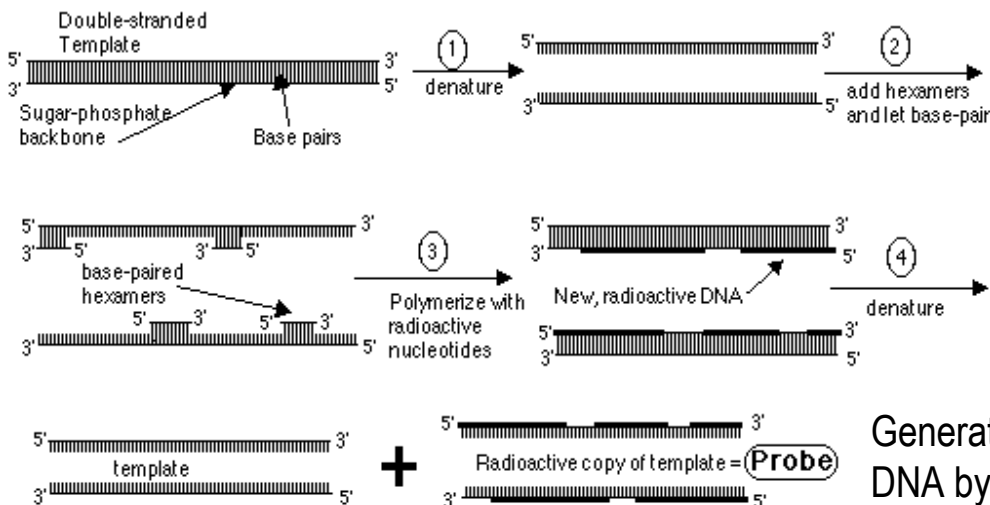 Double-stranded
Template
5' 3'
3' 5'
Sugar-phosphate
backbone
Base pairs
1
denature
5' 3'
3' 5'
2
add hexamers
and let base-pair
5' 3'
3' 5' 3' 5'
base-paired
hexamers
5' 3' 5' 3'
3' 5'
3
Polymerize with
radioactive
nucleotides
5' 3'
3' 5'
New, radioactive DNA
5' 3'
3' 5'
4
denature
5' 3'
template
3' 5'
+
5' 3'
Radioactive copy of template = Probe
3' 5'
Generat
DNA by